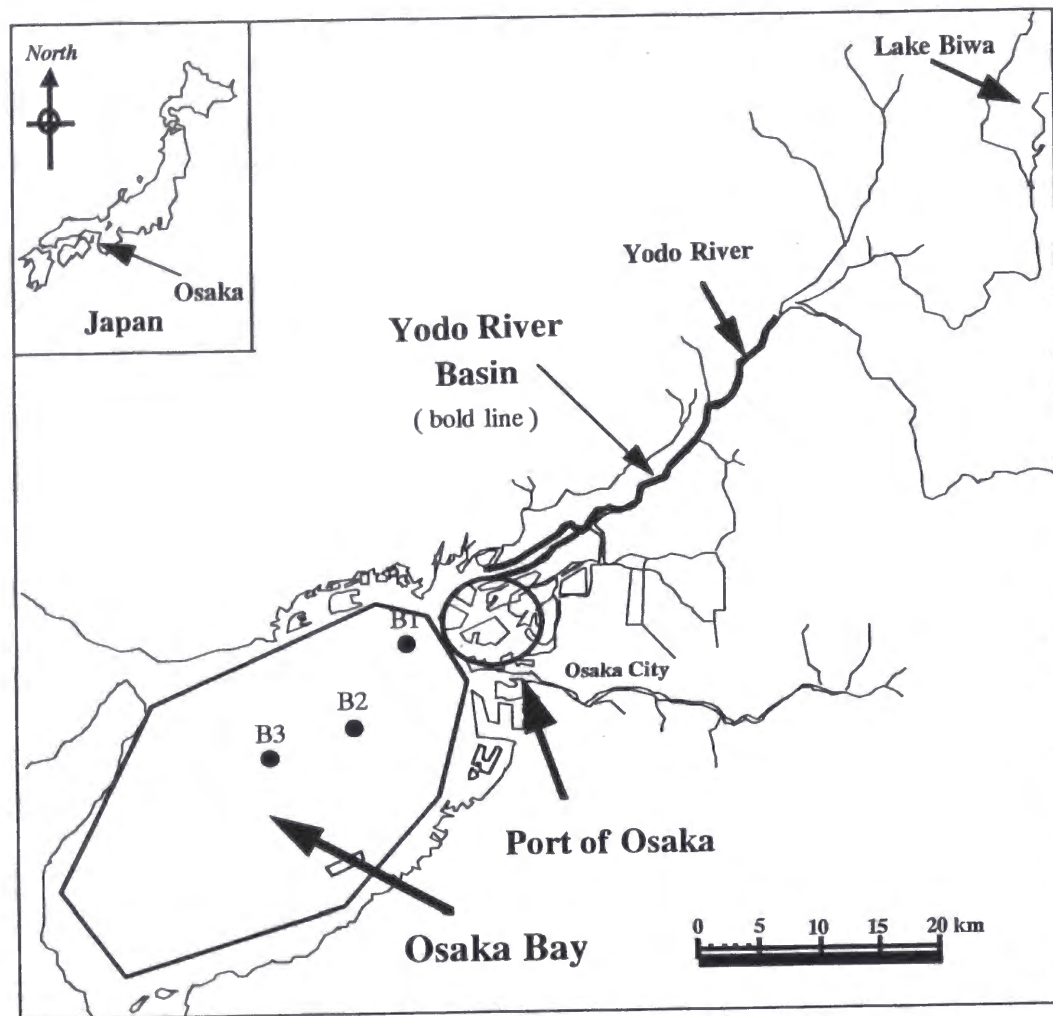 North
Osaka
Japan
Lake Biwa
Yodo River
Yodo River
Basin
( bold line )
B1
B2
B3
Osaka City
Port of Osaka
Osaka Bay
0 5 10 15 20 km